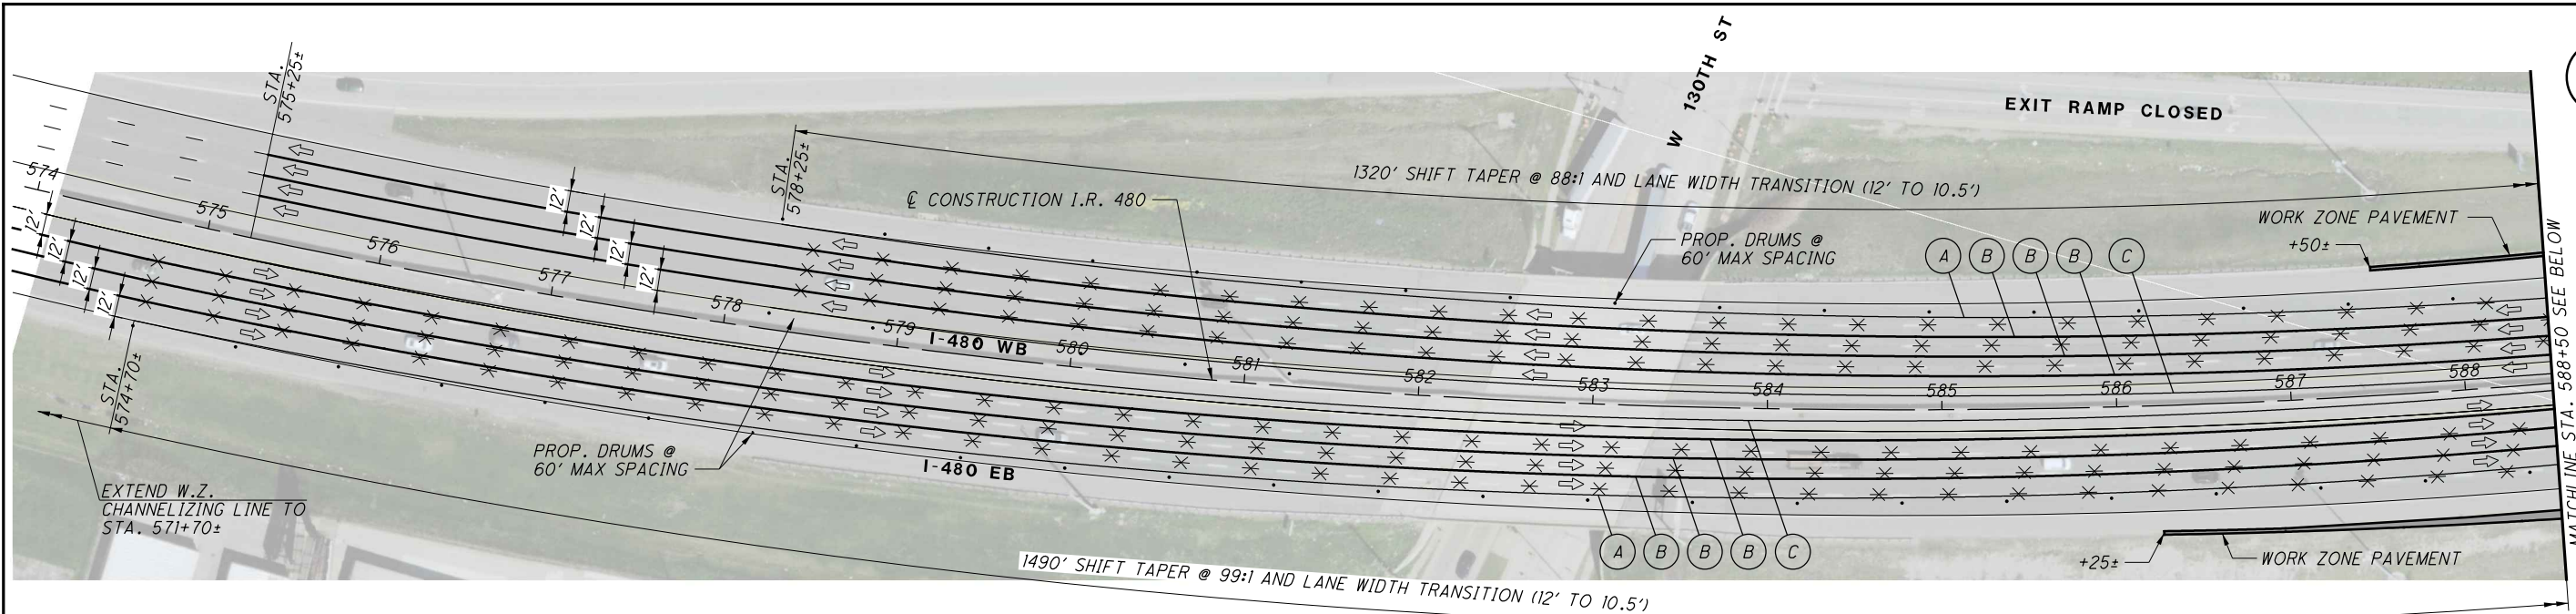 STA.
575+25±
STA.
578+25±
W 130TH ST
EXIT RAMP CLOSED
1320' SHIFT TAPER @ 88:1 AND LANE WIDTH TRANSITION (12' TO 10.5')
℄ CONSTRUCTION I.R. 480
WORK ZONE PAVEMENT
+50±
PROP. DRUMS @
60' MAX SPACING
A B B B C
12'
12'
12'
12'
12'
12'
12'
12'
574
575
576
577
578
579
580
581
582
583
584
585
586
587
588
I-480 WB
I-480 EB
STA.
574+70±
PROP. DRUMS @
60' MAX SPACING
EXTEND W.Z.
CHANNELIZING LINE TO
STA. 571+70±
A B B B C
+25±
WORK ZONE PAVEMENT
1490' SHIFT TAPER @ 99:1 AND LANE WIDTH TRANSITION (12' TO 10.5')
MATCHLINE STA. 588+50 SEE BELOW